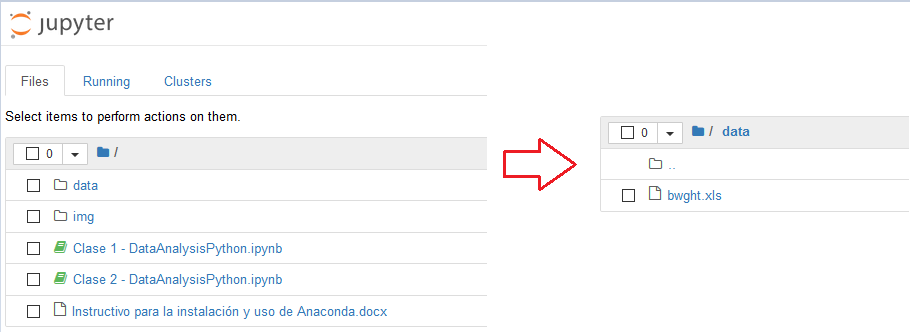 jupyter
Files Running Clusters
Select items to perform actions on them.
0 /
data
img
Clase 1 - DataAnalysisPython.ipynb
Clase 2 - DataAnalysisPython.ipynb
Instructivo para la instalación y uso de Anaconda.docx
0 / data
..
bwght.xls